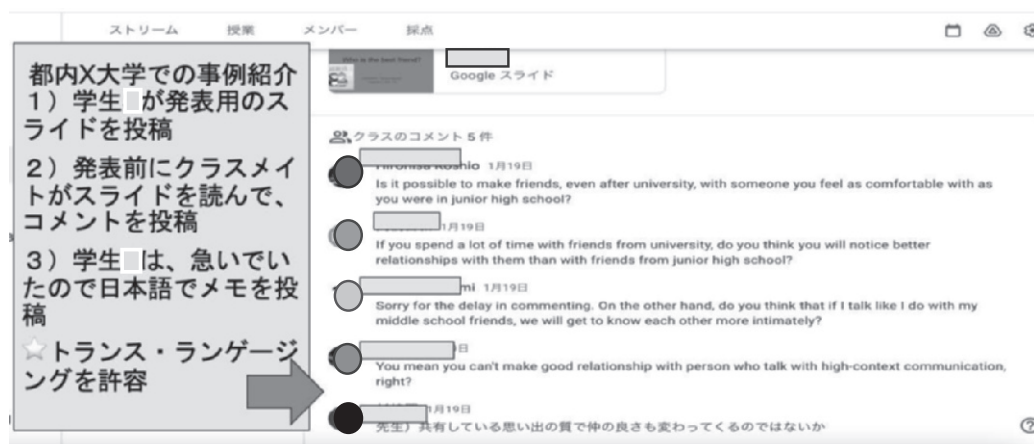 ストリーム 授業 メンバー 採点
都内X大学での事例紹介
1）学生 が発表用のス
ライドを投稿
2）発表前にクラスメイ
トがスライドを読んで、
コメントを投稿
3）学生 は、急いでい
たので日本語でメモを投
稿
☆トランス・ランゲージ
ングを許容
Who is the best friend?
Google スライド
クラスのコメント 5 件
1月19日
Is it possible to make friends, even after university, with someone you feel as comfortable with as
you were in junior high school?
1月19日
If you spend a lot of time with friends from university, do you think you will notice better
relationships with them than with friends from junior high school?
mi 1月19日
Sorry for the delay in commenting. On the other hand, do you think that if I talk like I do with my
middle school friends, we will get to know each other more intimately?
日
You mean you can't make good relationship with person who talk with high-context communication,
right?
1月19日
先生）共有している思い出の質で仲の良さも変わってくるのではないか